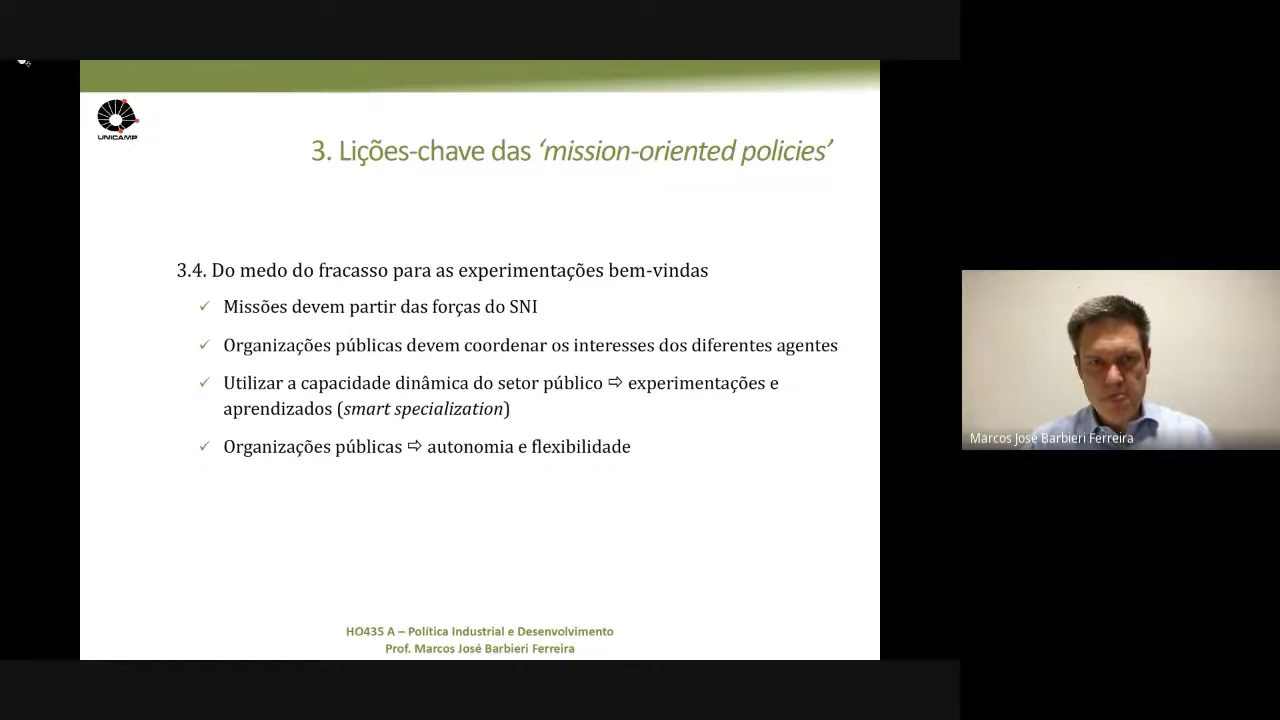 UNICAMP
3. Lições-chave das ‘mission-oriented policies’
3.4. Do medo do fracasso para as experimentações bem-vindas
✓ Missões devem partir das forças do SNI
✓ Organizações públicas devem coordenar os interesses dos diferentes agentes
✓ Utilizar a capacidade dinâmica do setor público ⇨ experimentações e
aprendizados (smart specialization)
✓ Organizações públicas ⇨ autonomia e flexibilidade
Marcos José Barbieri Ferreira
HO435 A – Política Industrial e Desenvolvimento
Prof. Marcos José Barbieri Ferreira